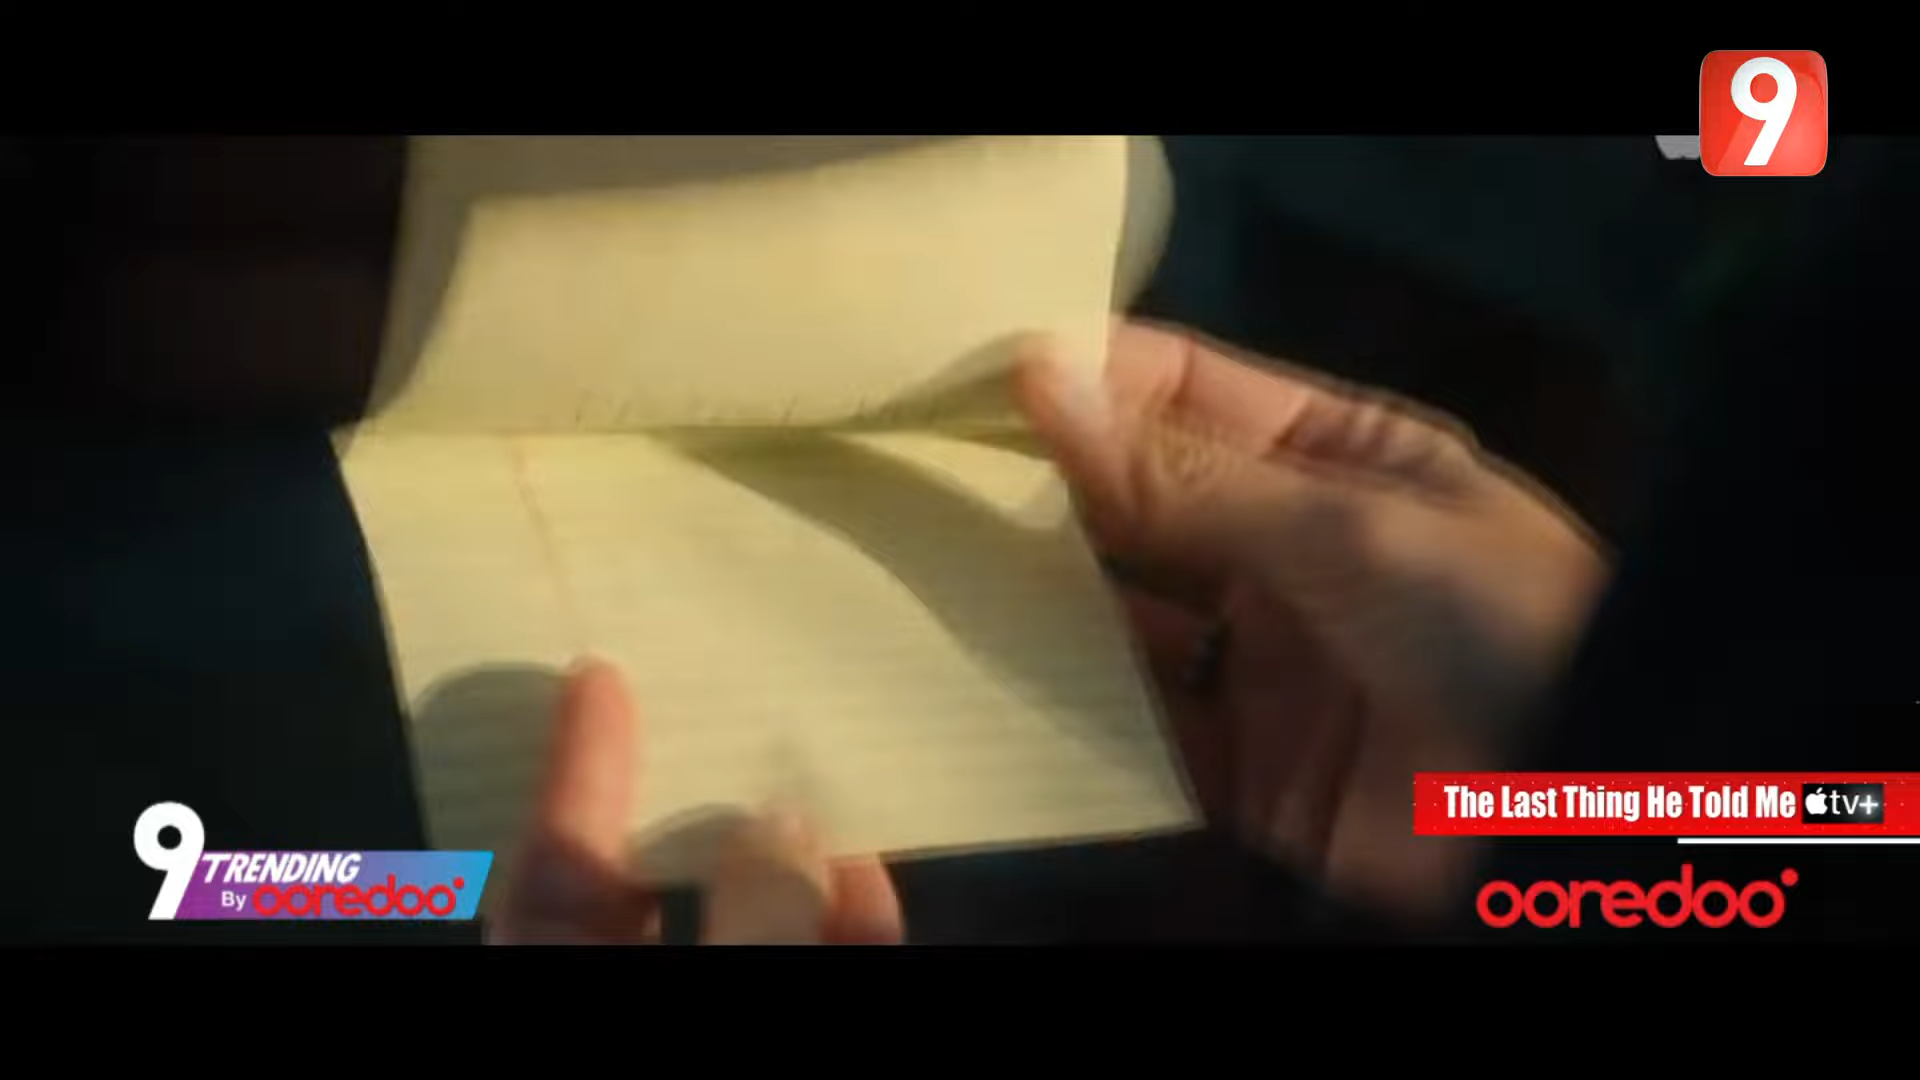 9
The Last Thing He Told Me tv+
9 TRENDING
By ooredoo
ooredoo